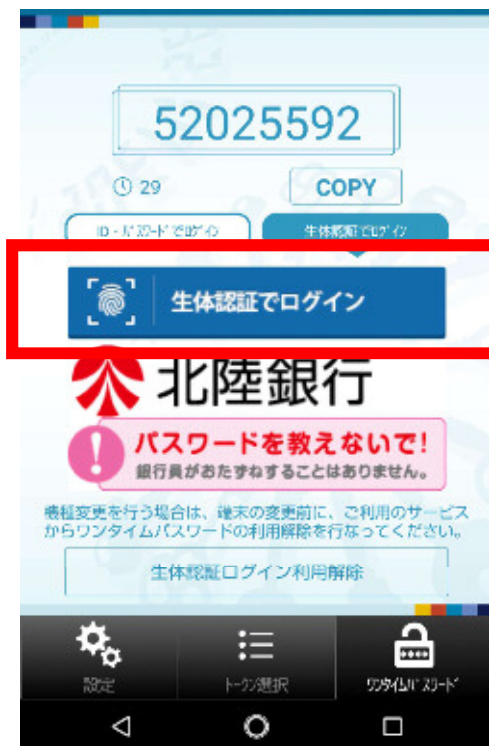 52025592
29
COPY
ID・パスワードでログイン
生体認証でログイン
生体認証でログイン
北陸銀行
パスワードを教えないで!
銀行員がおたずねすることはありません。
機種変更を行う場合は、端末の変更前に、ご利用のサービス
からワンタイムパスワードの利用解除を行なってください。
生体認証ログイン利用解除
設定
トークン選択
ワンタイムパスワード